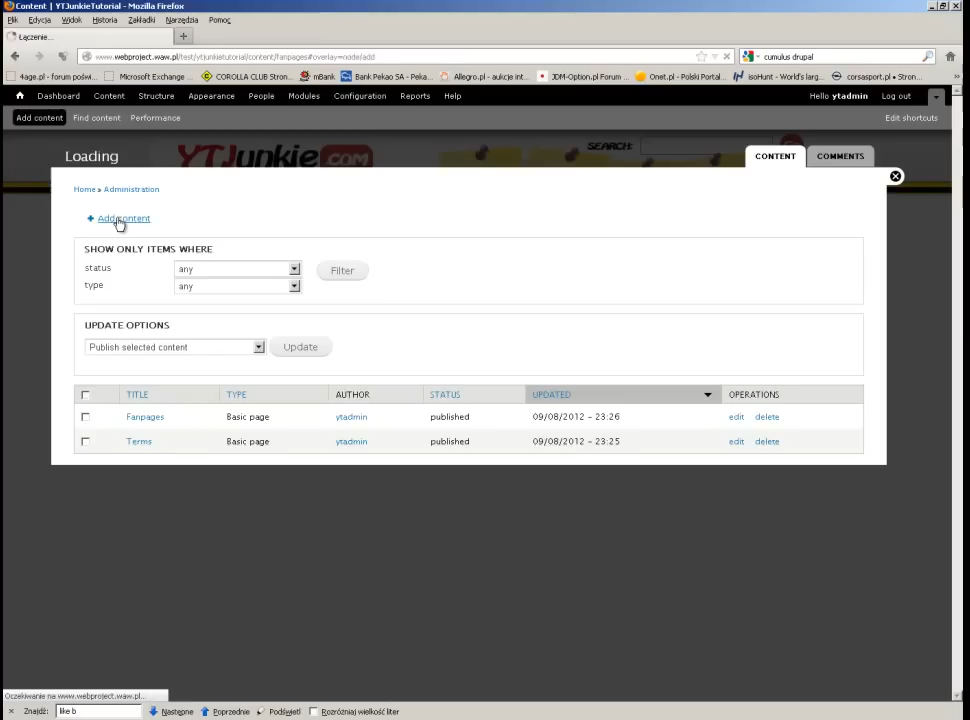 Content | YTJunkieTutorial - Mozilla Firefox
Plik Edycja Widok Historia Zakładki Narzędzia Pomoc
Łączenie...
www.webproject.waw.pl/test/ytjunkietutorial/content/fanpages#overlay=node/add
cumulus drupal
4age.pl - forum poświ... Microsoft Exchange ... COROLLA CLUB Stron... mBank Bank Pekao SA - Peka... Allegro.pl - aukcje int... JDM-Option.pl Forum ... Onet.pl - Polski Portal... isoHunt - World's larg... corsasport.pl • Stron...
Dashboard Content Structure Appearance People Modules Configuration Reports Help Hello ytadmin Log out
Add content Find content Performance Edit shortcuts
YTJunkie.com SEARCH:
Loading
CONTENT COMMENTS
Home » Administration
Add content
SHOW ONLY ITEMS WHERE
status any Filter
type any
UPDATE OPTIONS
Publish selected content Update
TITLE TYPE AUTHOR STATUS UPDATED OPERATIONS
Fanpages Basic page ytadmin published 09/08/2012 - 23:26 edit delete
Terms Basic page ytadmin published 09/08/2012 - 23:25 edit delete
Oczekiwanie na www.webproject.waw.pl...
Znajdź: like b Następne Poprzednie Podświetl Rozróżniaj wielkość liter